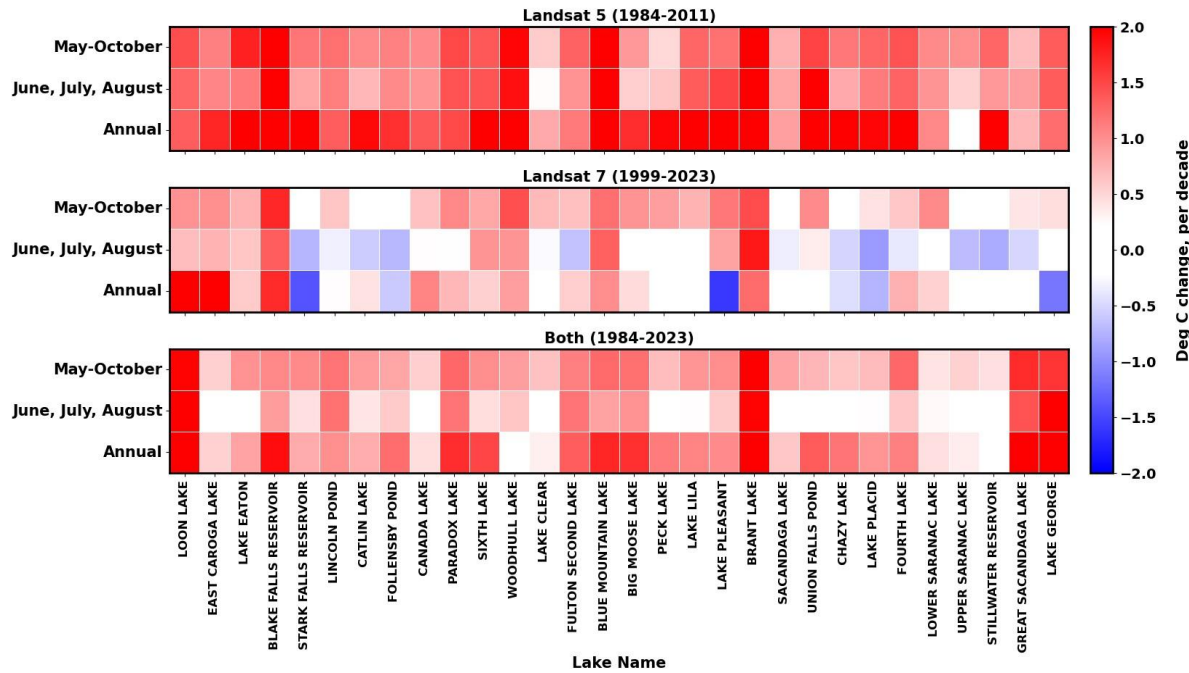 Landsat 5 (1984-2011)
May-October
June, July, August
Annual
Landsat 7 (1999-2023)
May-October
June, July, August
Annual
Both (1984-2023)
May-October
June, July, August
Annual
LOON LAKE
EAST CAROGA LAKE
LAKE EATON
BLAKE FALLS RESERVOIR
STARK FALLS RESERVOIR
LINCOLN POND
CATLIN LAKE
FOLLENSBY POND
CANADA LAKE
PARADOX LAKE
SIXTH LAKE
WOODHULL LAKE
LAKE CLEAR
FULTON SECOND LAKE
BLUE MOUNTAIN LAKE
BIG MOOSE LAKE
PECK LAKE
LAKE LILA
LAKE PLEASANT
BRANT LAKE
SACANDAGA LAKE
UNION FALLS POND
CHAZY LAKE
LAKE PLACID
FOURTH LAKE
LOWER SARANAC LAKE
UPPER SARANAC LAKE
STILLWATER RESERVOIR
GREAT SACANDAGA LAKE
LAKE GEORGE
Lake Name
2.0
1.5
1.0
0.5
0.0
−0.5
−1.0
−1.5
−2.0
Deg C change, per decade